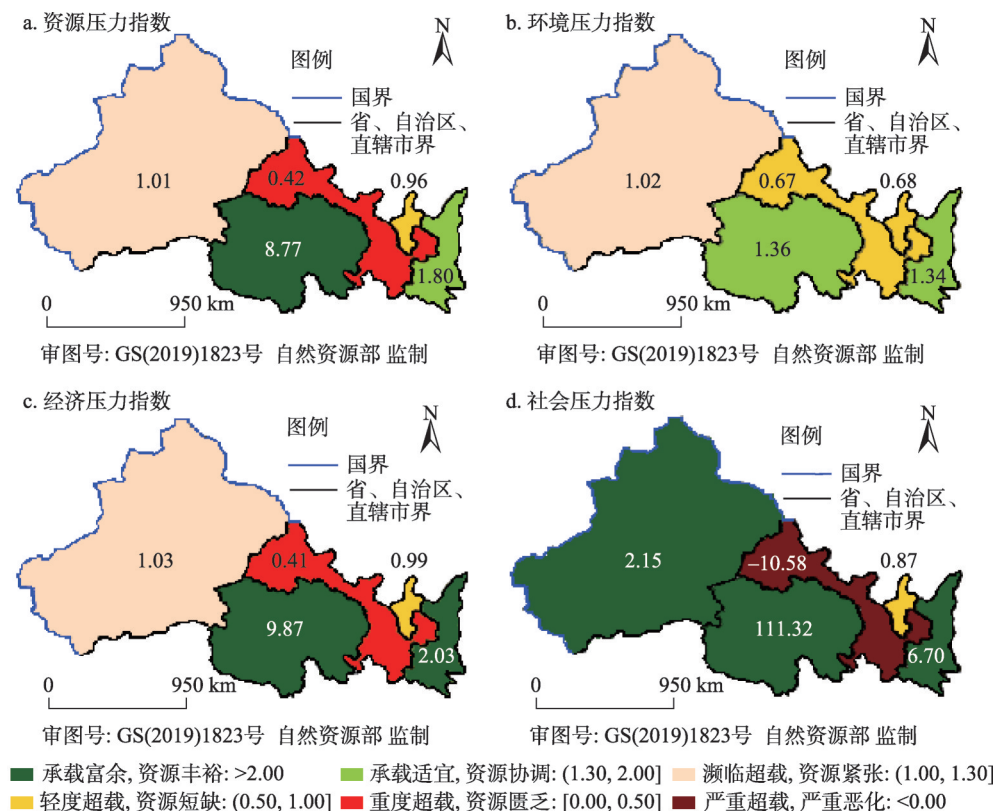 a. 资源压力指数
N
图例
国界
省、自治区、
直辖市界
1.01
0.42
0.96
8.77
1.80
0
950 km
审图号: GS(2019)1823号 自然资源部 监制
b. 环境压力指数
N
图例
国界
省、自治区、
直辖市界
1.02
0.67
0.68
1.36
1.34
0
950 km
审图号: GS(2019)1823号 自然资源部 监制
c. 经济压力指数
N
图例
国界
省、自治区、
直辖市界
1.03
0.41
0.99
9.87
2.03
0
950 km
审图号: GS(2019)1823号 自然资源部 监制
d. 社会压力指数
N
图例
国界
省、自治区、
直辖市界
2.15
−10.58
0.87
111.32
6.70
0
950 km
审图号: GS(2019)1823号 自然资源部 监制
承载富余, 资源丰裕: >2.00
承载适宜, 资源协调: (1.30, 2.00]
濒临超载, 资源紧张: (1.00, 1.30]
轻度超载, 资源短缺: (0.50, 1.00]
重度超载, 资源匮乏: [0.00, 0.50]
严重超载, 严重恶化: <0.00